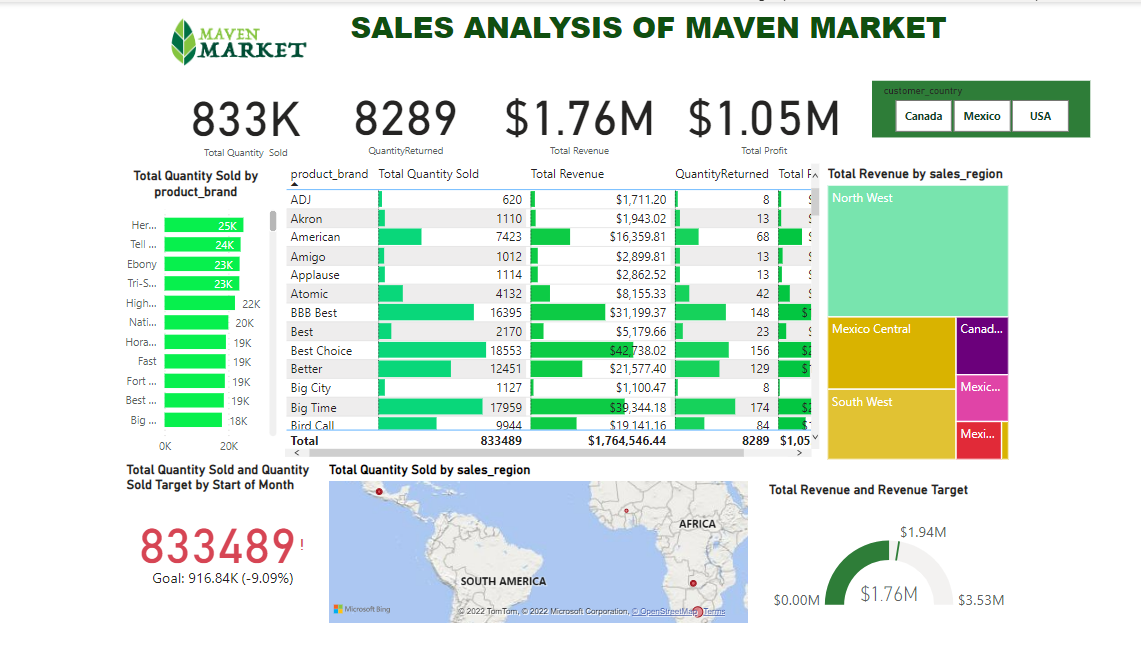 MAVEN
MARKET
SALES ANALYSIS OF MAVEN MARKET
833K
Total Quantity Sold
8289
QuantityReturned
$1.76M
Total Revenue
$1.05M
Total Profit
customer_country
Canada Mexico USA
Total Quantity Sold by
product_brand
Her... 25K
Tell ... 24K
Ebony 23K
Tri-S... 23K
High... 22K
Nati... 20K
Hora... 19K
Fast 19K
Fort ... 19K
Best ... 19K
Big ... 18K
0K 20K
product_brand Total Quantity Sold Total Revenue QuantityReturned Total
ADJ 620 $1,711.20 8
Akron 1110 $1,943.02 13
American 7423 $16,359.81 68
Amigo 1012 $2,899.81 13
Applause 1114 $2,862.52 13
Atomic 4132 $8,155.33 42
BBB Best 16395 $31,199.37 148
Best 2170 $5,179.66 23
Best Choice 18553 $42,738.02 156
Better 12451 $21,577.40 129
Big City 1127 $1,100.47 8
Big Time 17959 $39,344.18 174
Bird Call 9944 $19,141.16 84
Total 833489 $1,764,546.44 8289 $1,05
Total Revenue by sales_region
North West
Mexico Central
Canad...
South West
Mexic...
Mexi...
Total Quantity Sold and Quantity
Sold Target by Start of Month
833489!
Goal: 916.84K (-9.09%)
Total Quantity Sold by sales_region
AFRICA
SOUTH AMERICA
Microsoft Bing
© 2022 TomTom, © 2022 Microsoft Corporation, © OpenStreetMap Terms
Total Revenue and Revenue Target
$1.94M
$0.00M
$1.76M
$3.53M